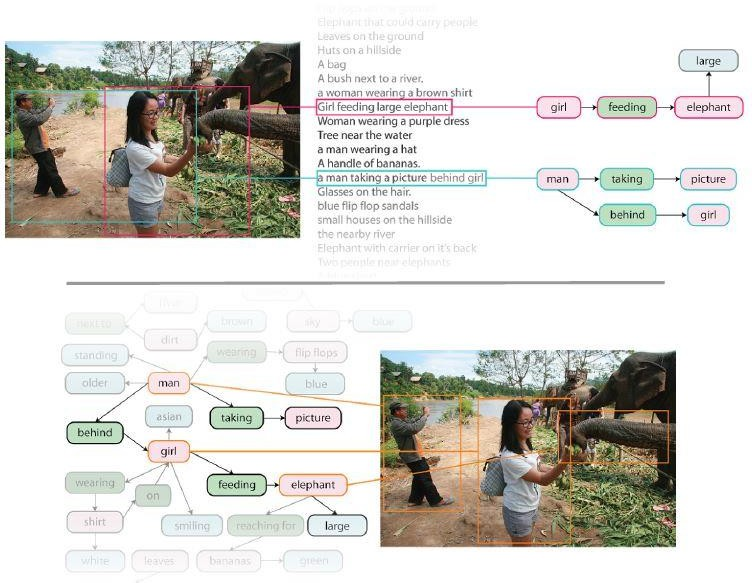 Flip flops on the ground
Elephant that could carry people
Leaves on the ground
Huts on a hillside
A bag
A bush next to a river.
a woman wearing a brown shirt
Girl feeding large elephant
Woman wearing a purple dress
Tree near the water
a man wearing a hat
A handle of bananas.
a man taking a picture behind girl
Glasses on the hair.
blue flip flop sandals
small houses on the hillside
the nearby river
Elephant with carrier on it's back
Two people near elephants
large
girl
feeding
elephant
man
taking
picture
behind
girl
river
next to
dirt
brown
sky
blue
standing
wearing
flip flops
older
man
blue
asian
taking
picture
behind
girl
wearing
on
feeding
elephant
shirt
smiling
reaching for
large
white
leaves
bananas
green